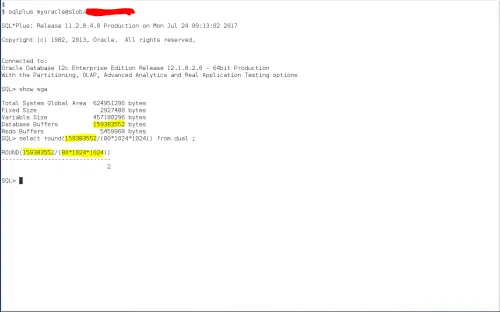 $
$ sqlplus myoracle@slob
SQL*Plus: Release 11.2.0.4.0 Production on Mon Jul 24 09:13:02 2017
Copyright (c) 1982, 2013, Oracle.  All rights reserved.
Connected to:
Oracle Database 12c Enterprise Edition Release 12.1.0.2.0 - 64bit Production
With the Partitioning, OLAP, Advanced Analytics and Real Application Testing options
SQL> show sga
Total System Global Area  624951296 bytes
Fixed Size                  2927480 bytes
Variable Size             457180296 bytes
Database Buffers          159383552 bytes
Redo Buffers                5459968 bytes
SQL> select round(159383552/(80*1024*1024)) from dual ;
ROUND(159383552/(80*1024*1024))
-------------------------------
                              2
SQL>